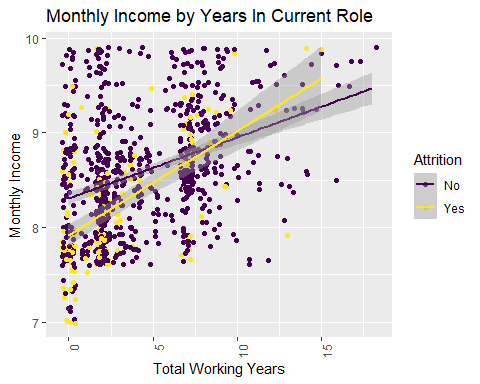 Monthly Income by Years In Current Role
Monthly Income
10
9
8
7
0
5
10
15
Total Working Years
Attrition
No
Yes